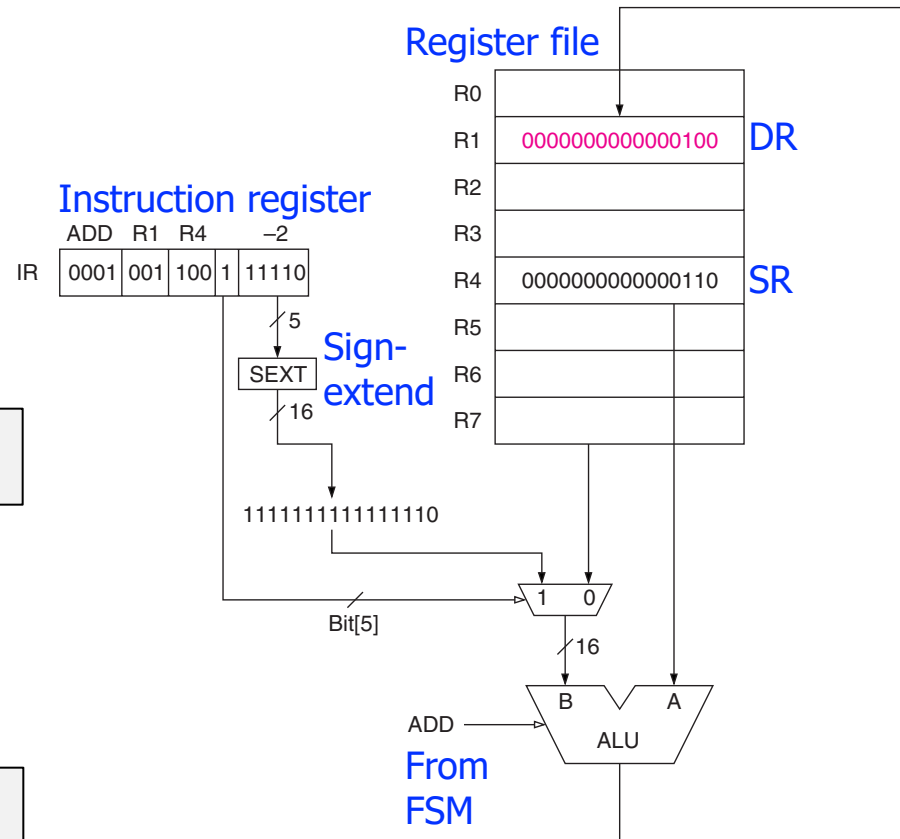 Register file
R0
R1 0000000000000100 DR
R2
Instruction register
ADD R1 R4 –2
R3
IR 0001 001 100 1 11110
R4 0000000000000110 SR
5
R5
Sign-
extend
SEXT
R6
16
R7
1111111111111110
1 0
Bit[5]
16
B A
ADD
ALU
From
FSM